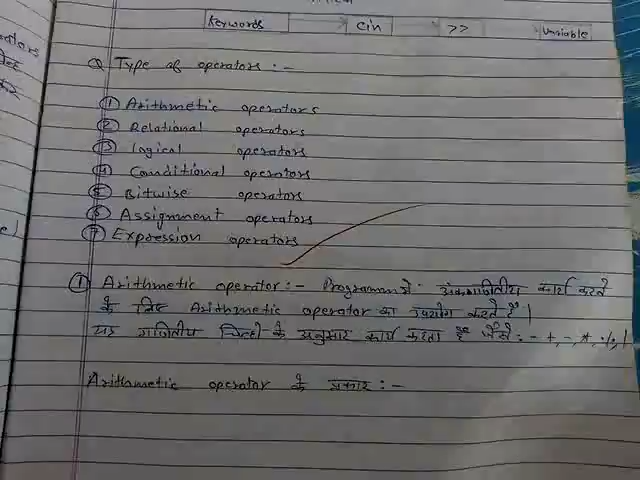 Keywords cin >> Variable
Q Type of operators :-
① Arithmetic operators
② Relational operators
③ logical operators
④ Conditional operators
⑤ Bitwise operators
⑥ Assignment operators
⑦ Expression operators
① Arithmetic operator :- Programm में अंकगणितीय कार्य करने
के लिए Arithmetic operator का उपयोग करते हैं।
यह गणितीय चिन्हो के अनुसार कार्य करता है जैसे :- +, -, *, %, /
Arithmetic operator के प्रकार :-